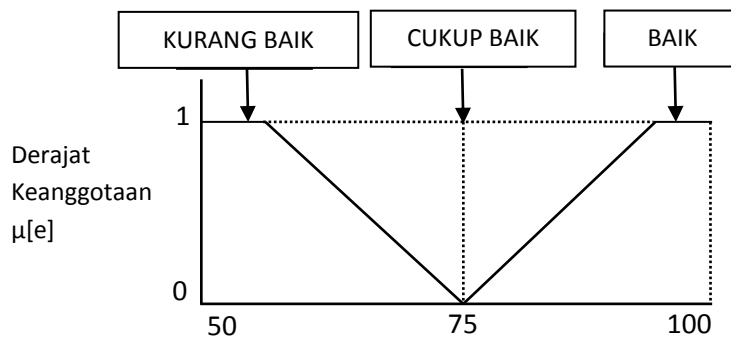 KURANG BAIK CUKUP BAIK BAIK
1
Derajat
Keanggotaan
μ[e]
0
50 75 100